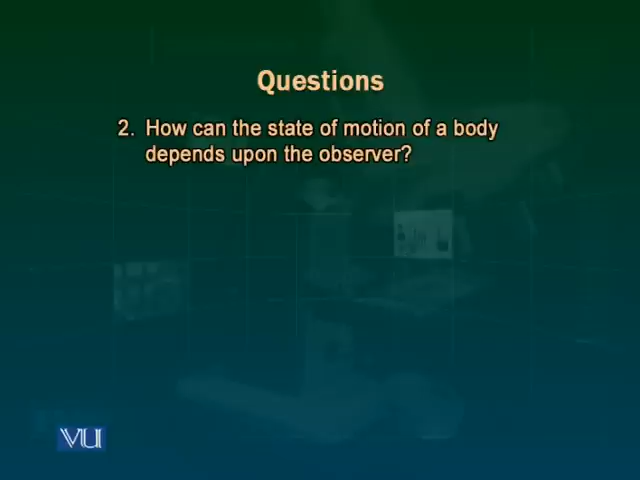 Questions
2. How can the state of motion of a body
depends upon the observer?
VU